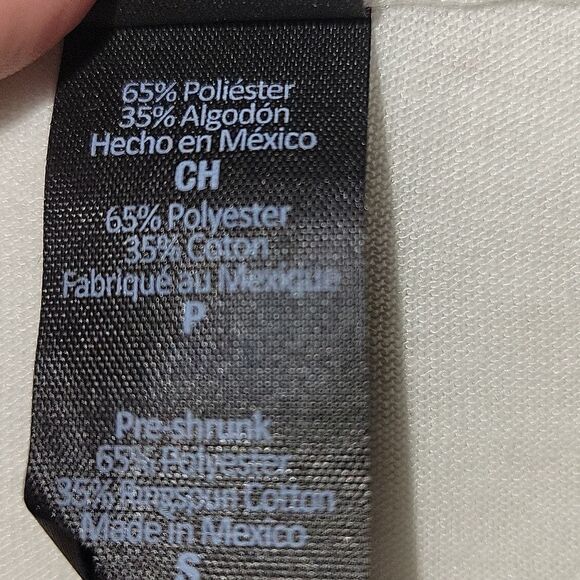 65% Poliéster
35% Algodón
Hecho en México
CH
65% Polyester
35% Coton
Fabriqué au Mexique
P
Pre-shrunk
65% Polyester
35% Ringspun Cotton
Made in Mexico
S